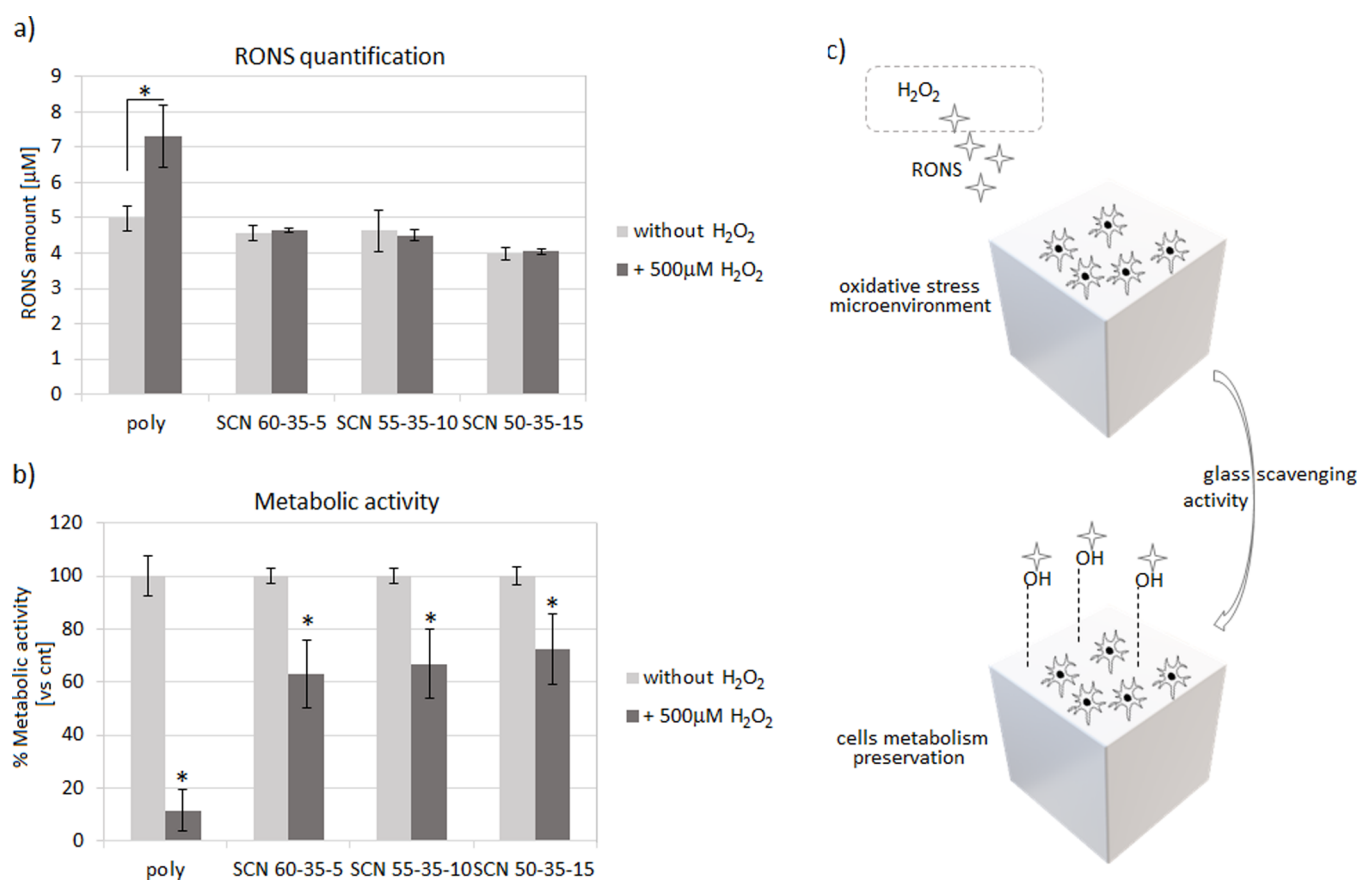 a)
RONS quantification
RONS amount [μM]
9
8
7
6
5
4
3
2
1
0
*
poly
SCN 60-35-5
SCN 55-35-10
SCN 50-35-15
without H₂O₂
+ 500μM H₂O₂
b)
Metabolic activity
% Metabolic activity
[vs cnt]
120
100
80
60
40
20
0
*
*
*
*
poly
SCN 60-35-5
SCN 55-35-10
SCN 50-35-15
without H₂O₂
+ 500μM H₂O₂
c)
H₂O₂
RONS
oxidative stress
microenvironment
glass scavenging
activity
OH
OH
OH
cells metabolism
preservation